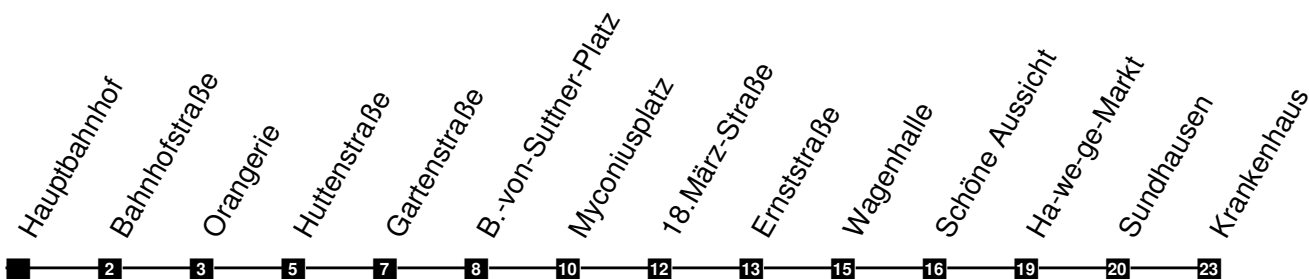 Hauptbahnhof
Bahnhofstraße
Orangerie
Huttenstraße
Gartenstraße
B.-von-Suttner-Platz
Myconiusplatz
18.März-Straße
Ernststraße
Wagenhalle
Schöne Aussicht
Ha-we-ge-Markt
Sundhausen
Krankenhaus
2 3 5 7 8 10 12 13 15 16 19 20 23